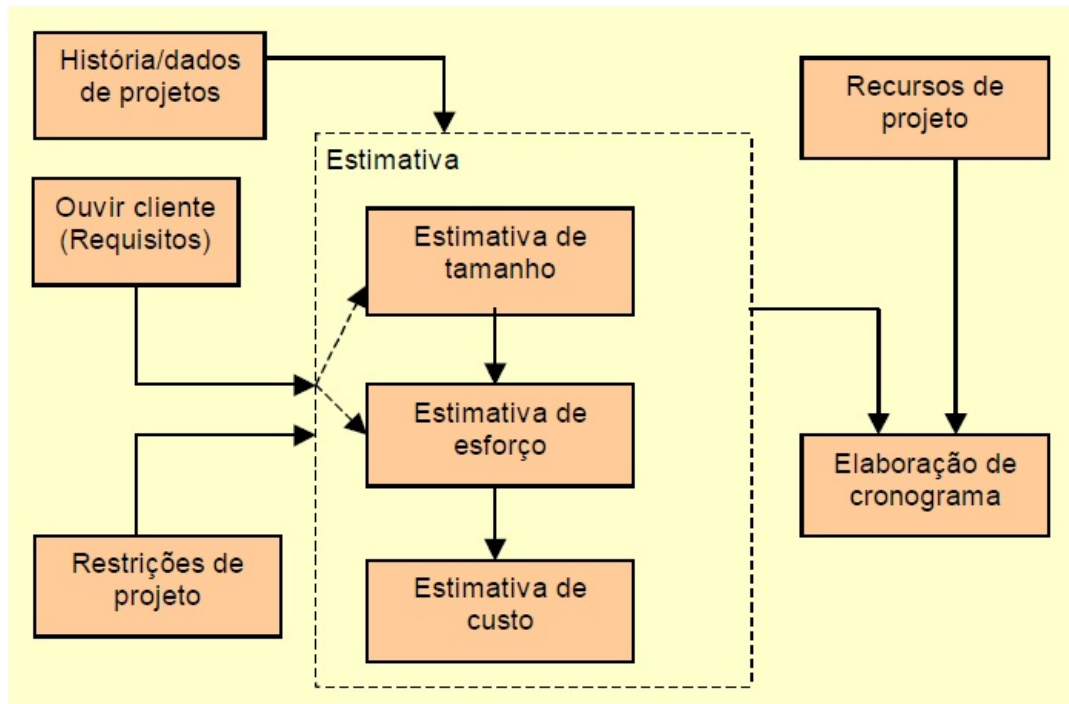 História/dados
de projetos
Recursos de
projeto
Estimativa
Ouvir cliente
(Requisitos)
Estimativa de
tamanho
Estimativa de
esforço
Elaboração de
cronograma
Restrições de
projeto
Estimativa de
custo